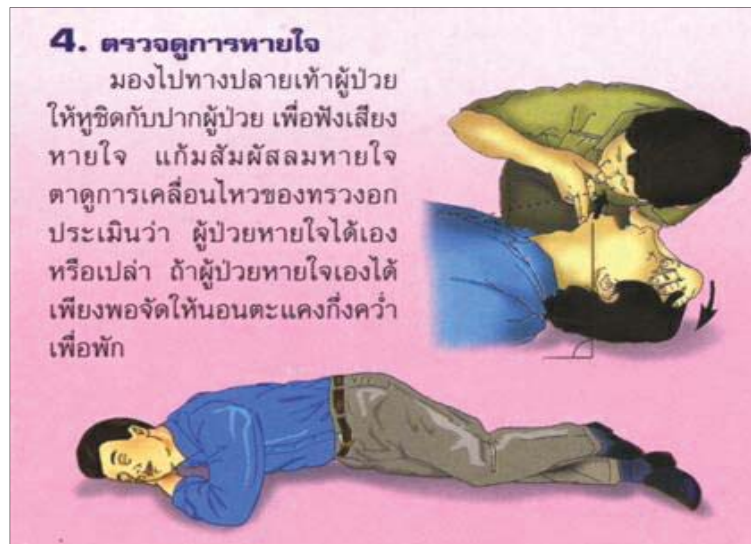 4. ตรวจดูการหายใจ
มองไปทางปลายเท้าผู้ป่วย
ให้หูชิดกับปากผู้ป่วย เพื่อฟังเสียง
หายใจ แก้มสัมผัสลมหายใจ
ตาดูการเคลื่อนไหวของทรวงอก
ประเมินว่า ผู้ป่วยหายใจได้เอง
หรือเปล่า ถ้าผู้ป่วยหายใจเองได้
เพียงพอจัดให้นอนตะแคงกึ่งคว่ำ
เพื่อพัก